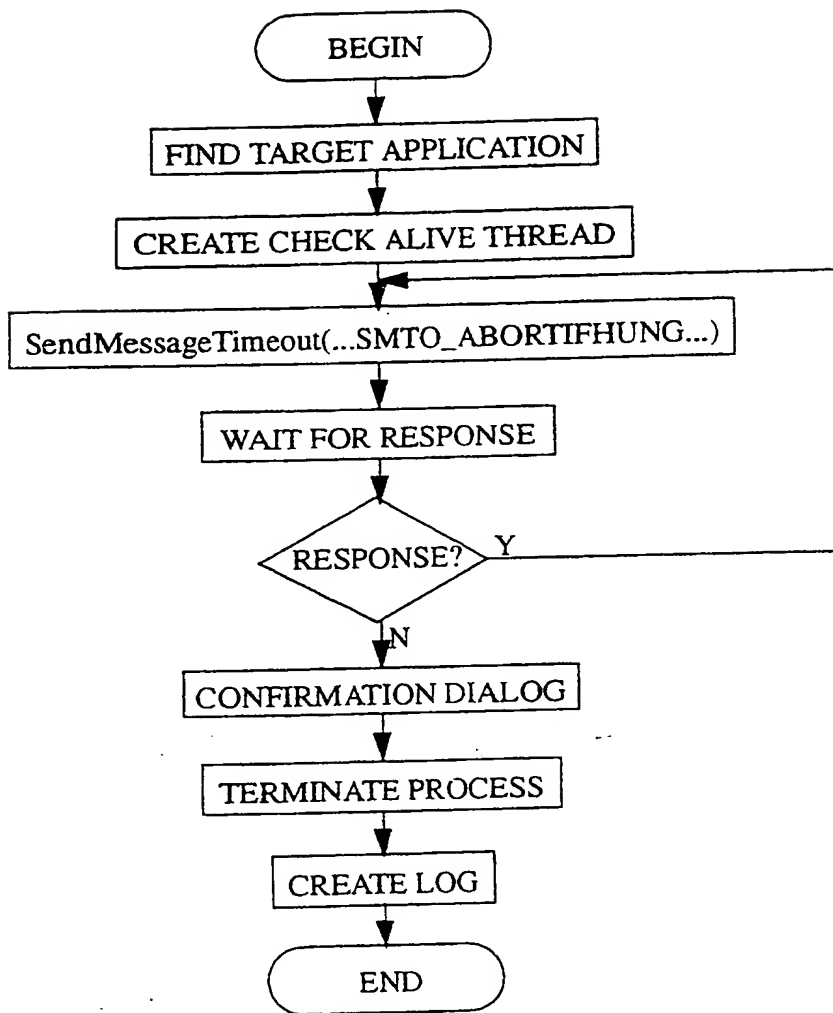 BEGIN
FIND TARGET APPLICATION
CREATE CHECK ALIVE THREAD
SendMessageTimeout(...SMTO_ABORTIFHUNG...)
WAIT FOR RESPONSE
RESPONSE?
Y
N
CONFIRMATION DIALOG
TERMINATE PROCESS
CREATE LOG
END